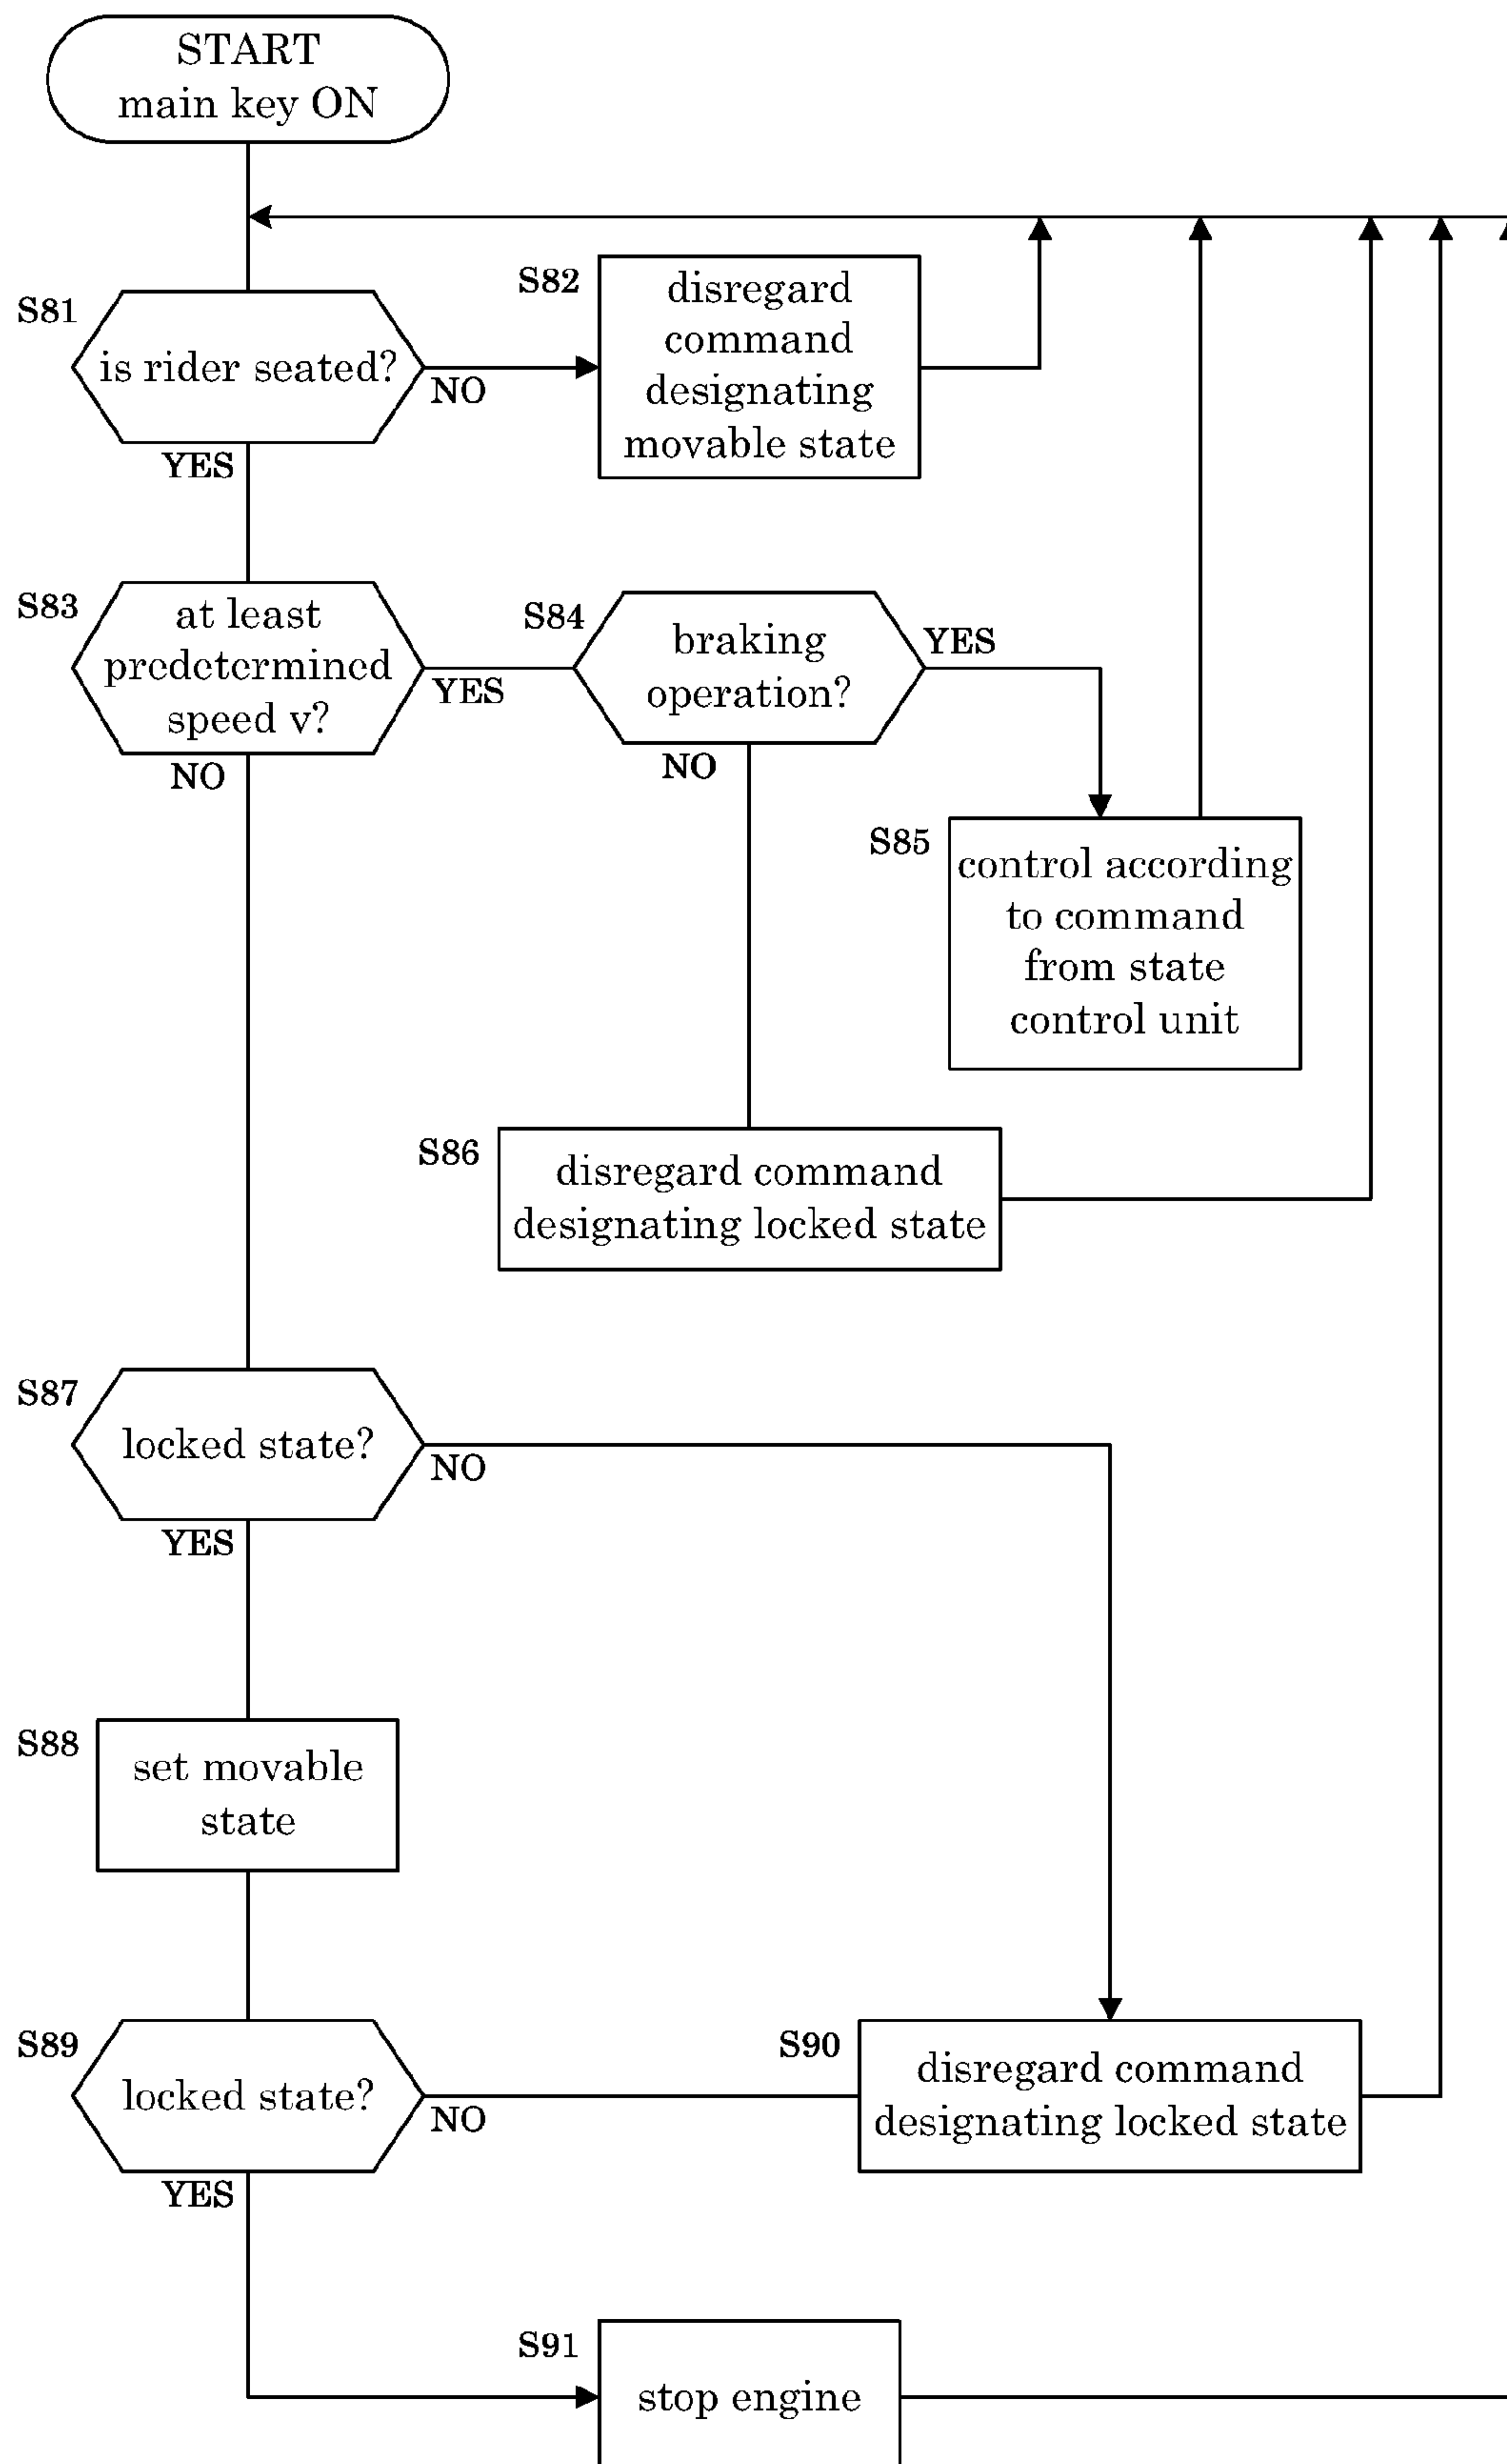 START
main key ON
S81
is rider seated?
NO
YES
S82
disregard
command
designating
movable state
S83
at least
predetermined
speed v?
YES
NO
S84
braking
operation?
YES
NO
S85
control according
to command
from state
control unit
S86
disregard command
designating locked state
S87
locked state?
NO
YES
S88
set movable
state
S89
locked state?
NO
YES
S90
disregard command
designating locked state
S91
stop engine